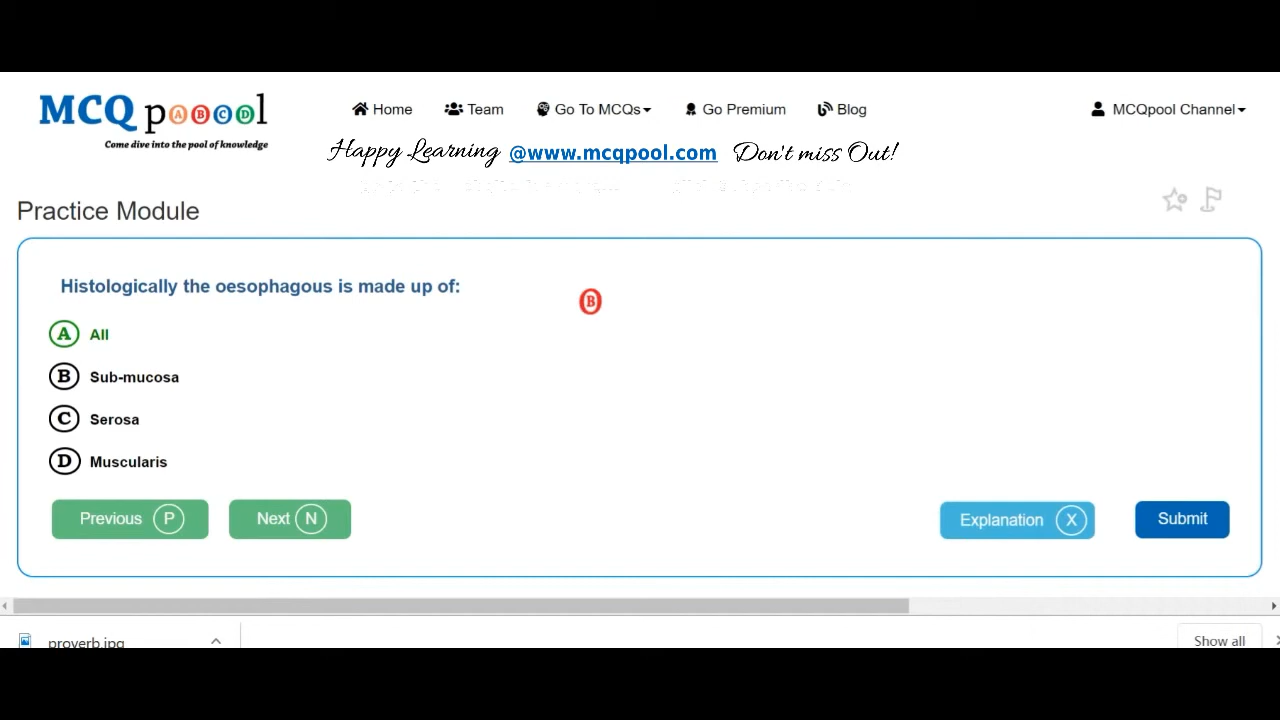 MCQ pABCDl
Come dive into the pool of knowledge
Home Team Go To MCQs Go Premium Blog MCQpool Channel
Happy Learning @www.mcqpool.com Don't miss Out!
Practice Module
Histologically the oesophagous is made up of:
B
A All
B Sub-mucosa
C Serosa
D Muscularis
Previous P Next N Explanation X Submit
proverb.jpg Show all